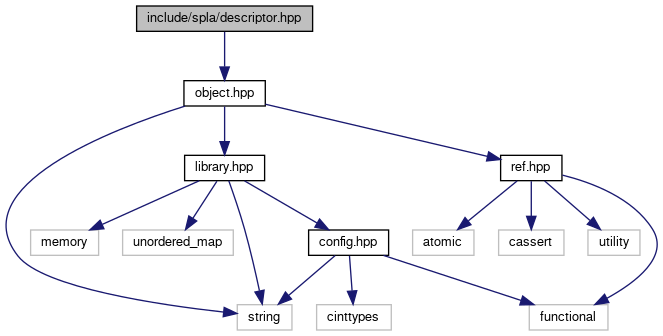 include/spla/descriptor.hpp
object.hpp
library.hpp
ref.hpp
memory
unordered_map
config.hpp
atomic
cassert
utility
string
cinttypes
functional